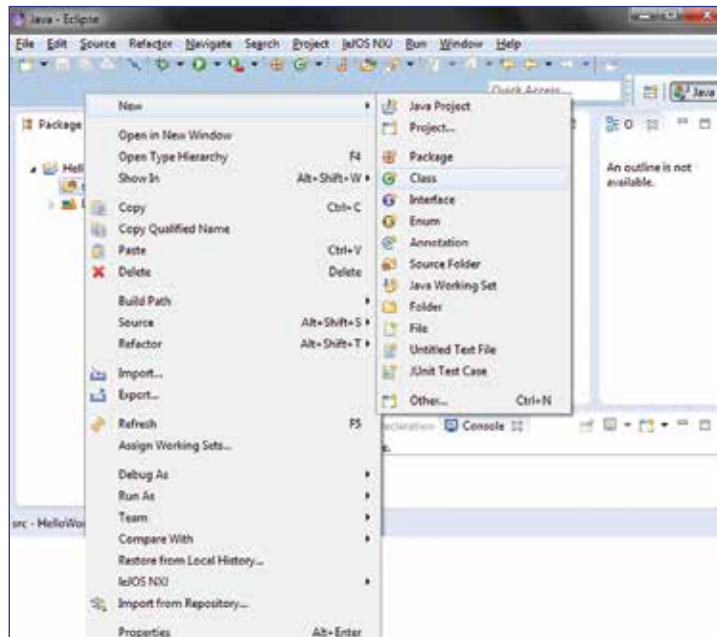 Java - Eclipse
File Edit Source Refactor Navigate Search Project leJOS NXJ Run Window Help
Quick Access
Java
Package
New
Java Project
Project...
Open in New Window
Open Type Hierarchy F4
Show In Alt+Shift+W
Package
Class
Interface
Enum
Annotation
Source Folder
Java Working Set
Folder
File
Untitled Text File
JUnit Test Case
Other... Ctrl+N
Copy Ctrl+C
Copy Qualified Name
Paste Ctrl+V
Delete Delete
Build Path
Source Alt+Shift+S
Refactor Alt+Shift+T
Import...
Export...
Refresh F5
Assign Working Sets...
Debug As
Run As
Team
Compare With
Restore from Local History...
leJOS NXJ
Import from Repository...
Properties Alt+Enter
O
An outline is not
available.
Hell
Declaration Console
src - HelloWo